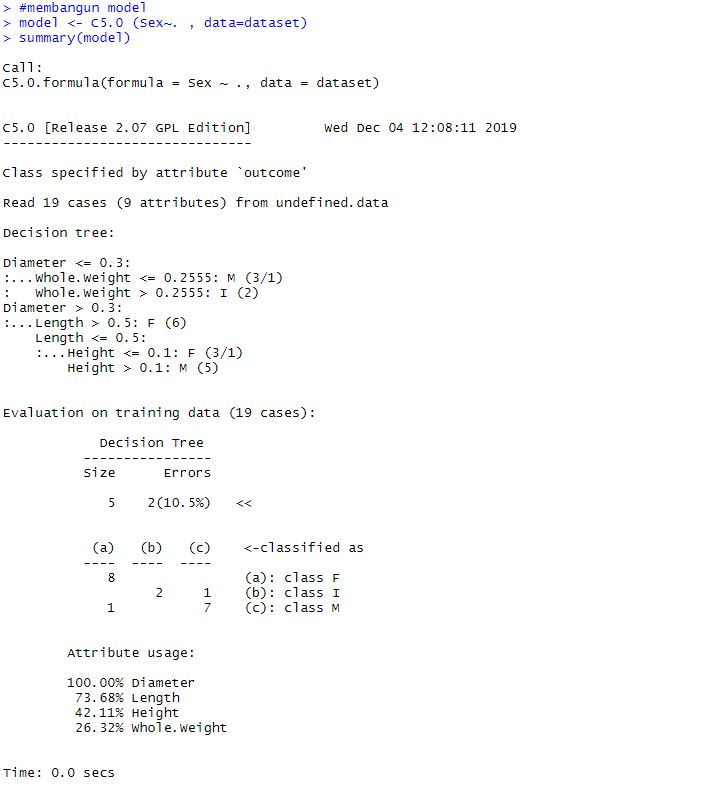 > #membangun model
> model <- C5.0 (Sex~. , data=dataset)
> summary(model)
Call:
C5.0.formula(formula = Sex ~ ., data = dataset)
C5.0 [Release 2.07 GPL Edition]         Wed Dec 04 12:08:11 2019
-------------------------------
Class specified by attribute `outcome'
Read 19 cases (9 attributes) from undefined.data
Decision tree:
Diameter <= 0.3:
:...Whole.Weight <= 0.2555: M (3/1)
:   Whole.Weight > 0.2555: I (2)
Diameter > 0.3:
:...Length > 0.5: F (6)
    Length <= 0.5:
    :...Height <= 0.1: F (3/1)
        Height > 0.1: M (5)
Evaluation on training data (19 cases):
            Decision Tree
          ----------------
          Size      Errors
             5    2(10.5%)   <<
           (a)   (b)   (c)    <-classified as
          ----  ----  ----
             8                (a): class F
                   2     1    (b): class I
             1           7    (c): class M
        Attribute usage:
        100.00% Diameter
         73.68% Length
         42.11% Height
         26.32% Whole.Weight
Time: 0.0 secs